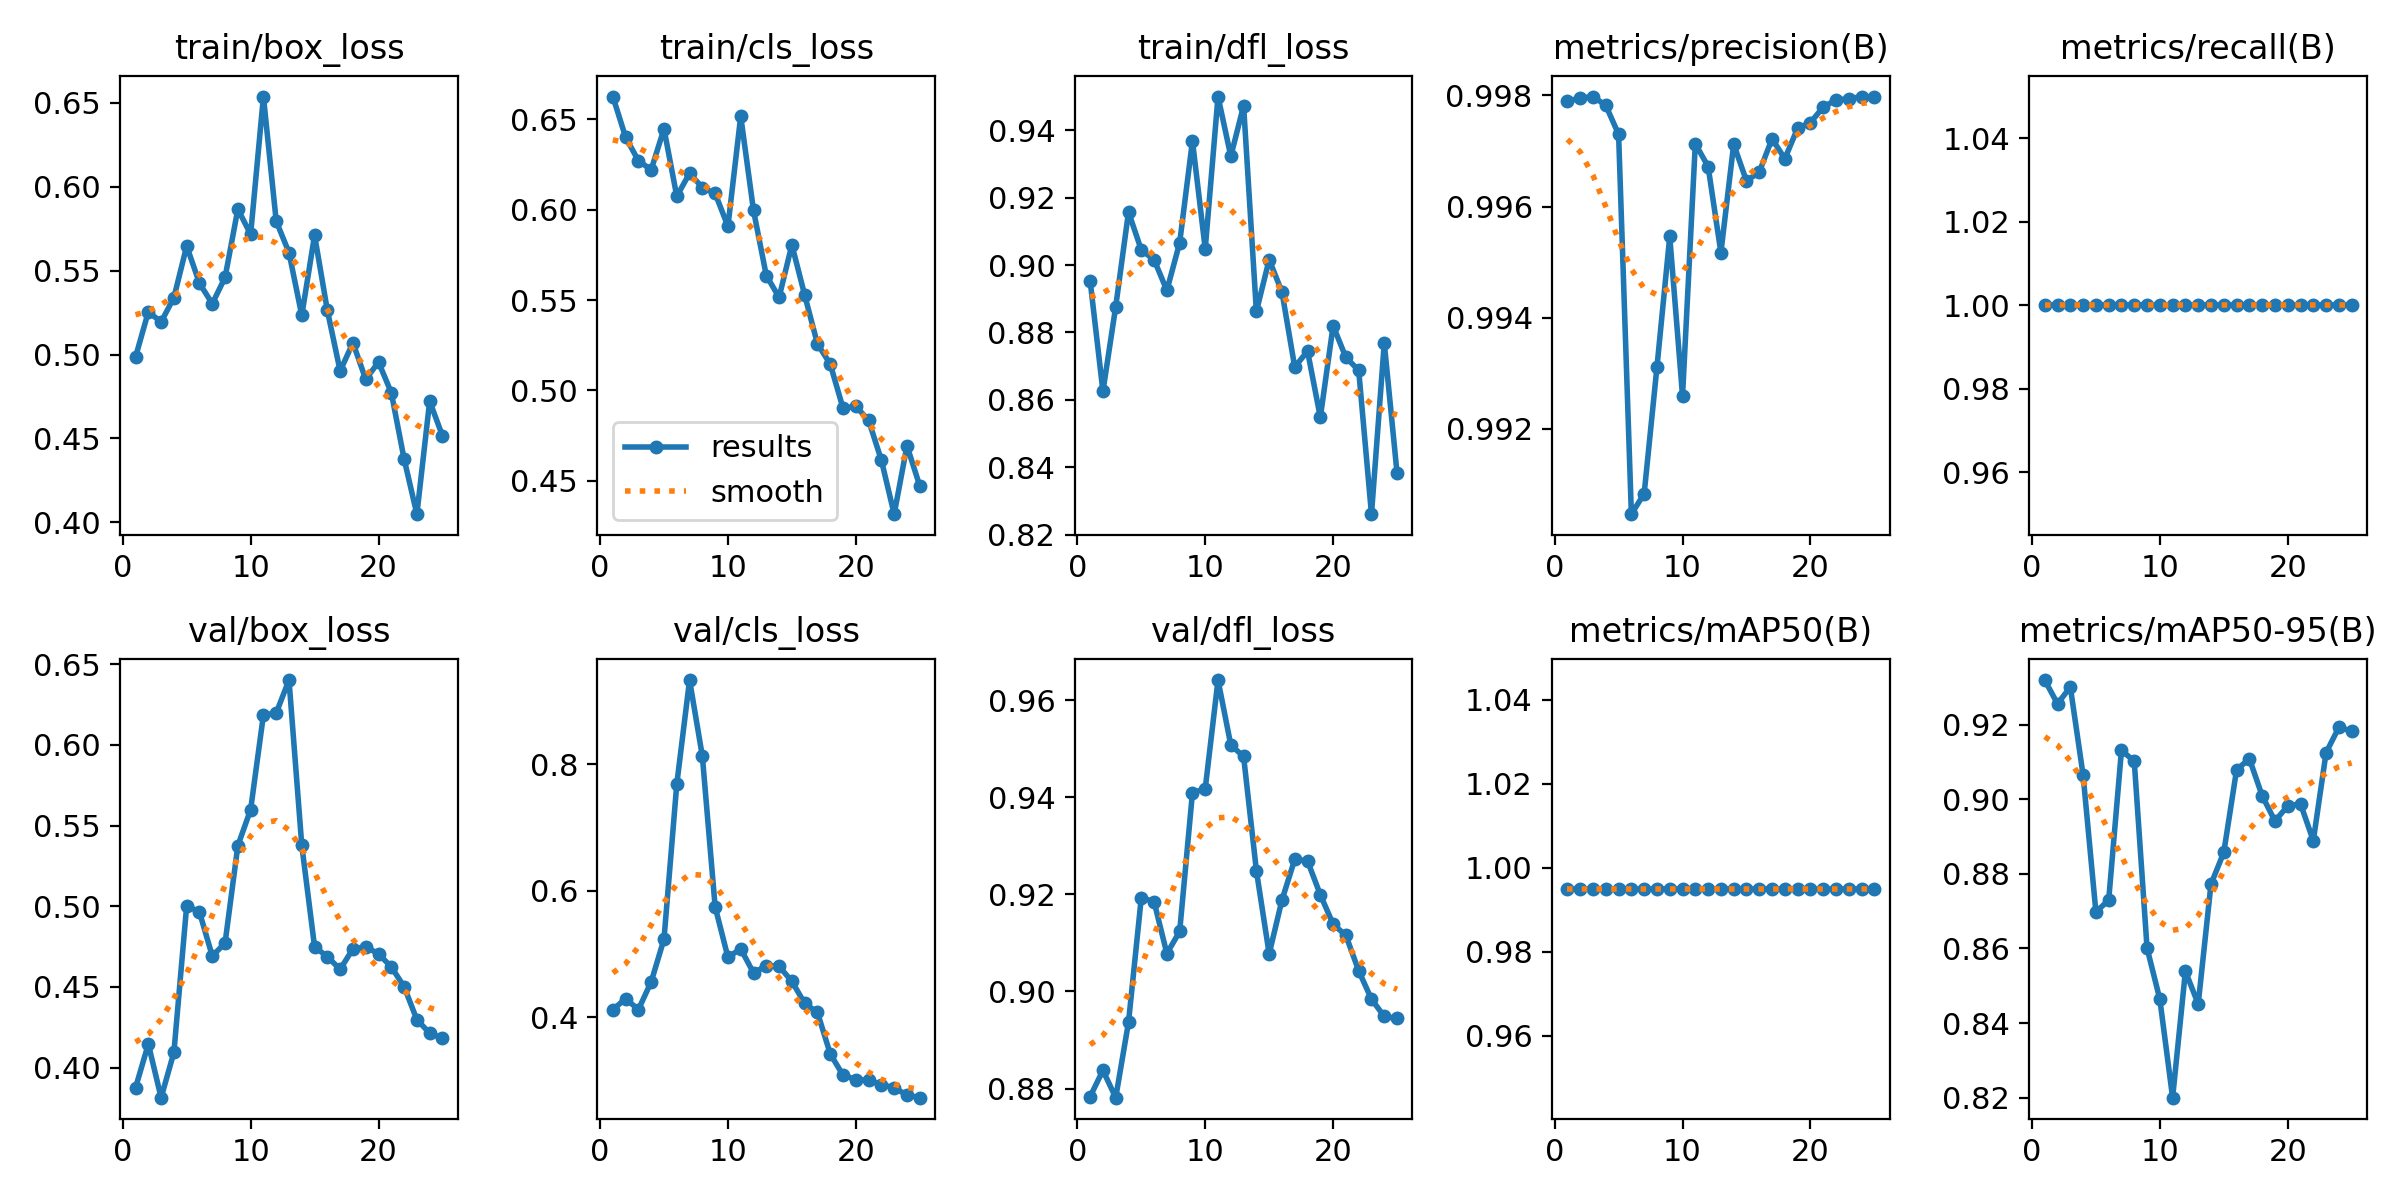 train/box_loss
train/cls_loss
train/dfl_loss
metrics/precision(B)
metrics/recall(B)
0.65
0.60
0.55
0.50
0.45
0.40
0 10 20
0.65
0.60
0.55
0.50
0.45
results
smooth
0 10 20
0.94
0.92
0.90
0.88
0.86
0.84
0.82
0 10 20
0.998
0.996
0.994
0.992
0 10 20
1.04
1.02
1.00
0.98
0.96
0 10 20
val/box_loss
val/cls_loss
val/dfl_loss
metrics/mAP50(B)
metrics/mAP50-95(B)
0.65
0.60
0.55
0.50
0.45
0.40
0 10 20
0.8
0.6
0.4
0 10 20
0.96
0.94
0.92
0.90
0.88
0 10 20
1.04
1.02
1.00
0.98
0.96
0 10 20
0.92
0.90
0.88
0.86
0.84
0.82
0 10 20